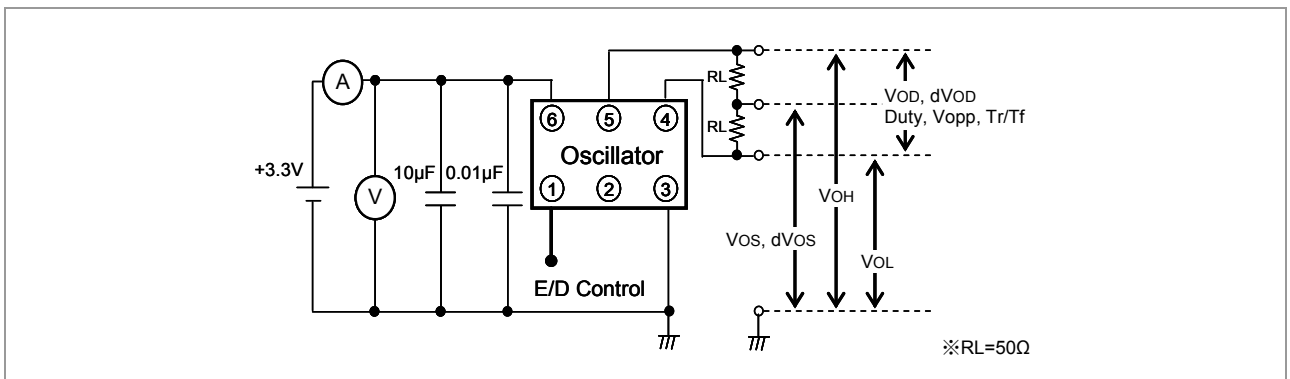 A
RL
VOD, dVOD
Duty, Vopp, Tr/Tf
6 5 4
RL
Oscillator
+3.3V
10µF 0.01µF
1 2 3
V
VOH
VOS, dVOS
VOL
E/D Control
※RL=50Ω